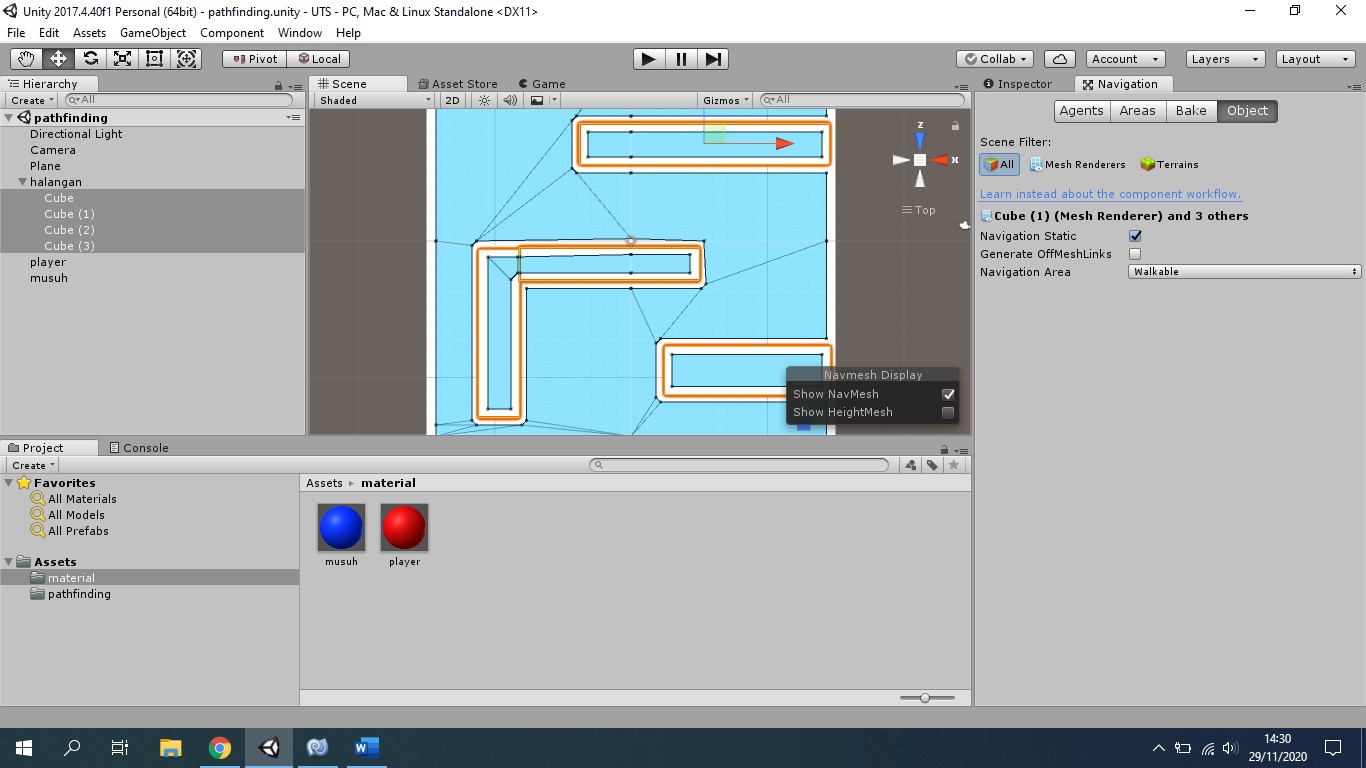 Unity 2017.4.40f1 Personal (64bit) - pathfinding.unity - UTS - PC, Mac & Linux Standalone <DX11>
File Edit Assets GameObject Component Window Help
Pivot Local Collab Account Layers Layout
Hierarchy
Create All
pathfinding
Directional Light
Camera
Plane
halangan
Cube
Cube (1)
Cube (2)
Cube (3)
player
musuh
Scene Asset Store Game
Shaded 2D Gizmos All
z
x
Top
Navmesh Display
Show NavMesh
Show HeightMesh
Inspector Navigation
Agents Areas Bake Object
Scene Filter:
All Mesh Renderers Terrains
Learn instead about the component workflow.
Cube (1) (Mesh Renderer) and 3 others
Navigation Static
Generate OffMeshLinks
Navigation Area Walkable
Project Console
Create
Favorites
All Materials
All Models
All Prefabs
Assets
material
pathfinding
Assets material
musuh player
14:30
29/11/2020